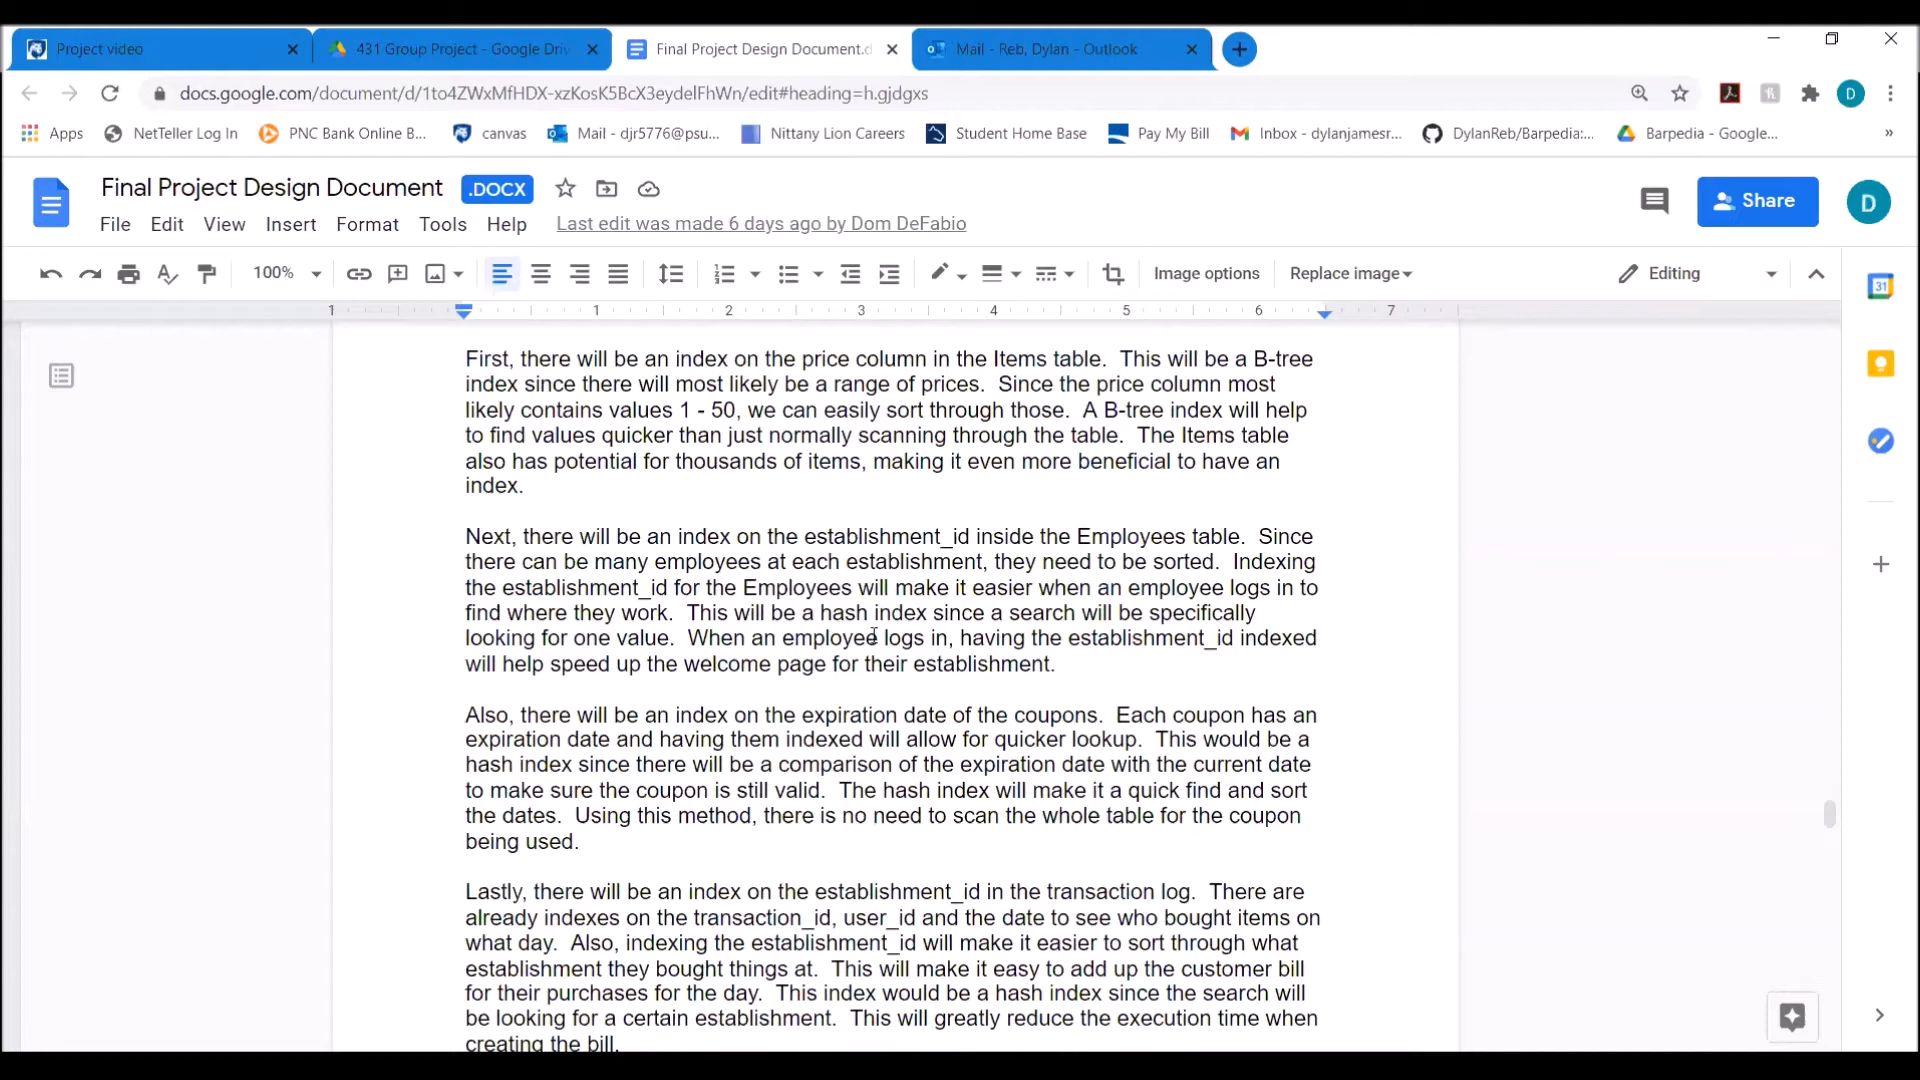 Project video
431 Group Project - Google Driv
Final Project Design Document.d
Mail - Reb, Dylan - Outlook
docs.google.com/document/d/1to4ZWxMfHDX-xzKosK5BcX3eydelFhWn/edit#heading=h.gjdgxs
D
Apps
NetTeller Log In
PNC Bank Online B...
canvas
Mail - djr5776@psu...
Nittany Lion Careers
Student Home Base
Pay My Bill
Inbox - dylanjamesr...
DylanReb/Barpedia:...
Barpedia - Google...
»
Final Project Design Document
.DOCX
Share
D
File Edit View Insert Format Tools Help
Last edit was made 6 days ago by Dom DeFabio
100%
Image options
Replace image
Editing
31
1 1 2 3 4 5 6 7
First, there will be an index on the price column in the Items table.  This will be a B-tree
index since there will most likely be a range of prices.  Since the price column most
likely contains values 1 - 50, we can easily sort through those.  A B-tree index will help
to find values quicker than just normally scanning through the table.  The Items table
also has potential for thousands of items, making it even more beneficial to have an
index.
Next, there will be an index on the establishment_id inside the Employees table.  Since
there can be many employees at each establishment, they need to be sorted.  Indexing
the establishment_id for the Employees will make it easier when an employee logs in to
find where they work.  This will be a hash index since a search will be specifically
looking for one value.  When an employee logs in, having the establishment_id indexed
will help speed up the welcome page for their establishment.
Also, there will be an index on the expiration date of the coupons.  Each coupon has an
expiration date and having them indexed will allow for quicker lookup.  This would be a
hash index since there will be a comparison of the expiration date with the current date
to make sure the coupon is still valid.  The hash index will make it a quick find and sort
the dates.  Using this method, there is no need to scan the whole table for the coupon
being used.
Lastly, there will be an index on the establishment_id in the transaction log.  There are
already indexes on the transaction_id, user_id and the date to see who bought items on
what day.  Also, indexing the establishment_id will make it easier to sort through what
establishment they bought things at.  This will make it easy to add up the customer bill
for their purchases for the day.  This index would be a hash index since the search will
be looking for a certain establishment.  This will greatly reduce the execution time when
creating the bill.